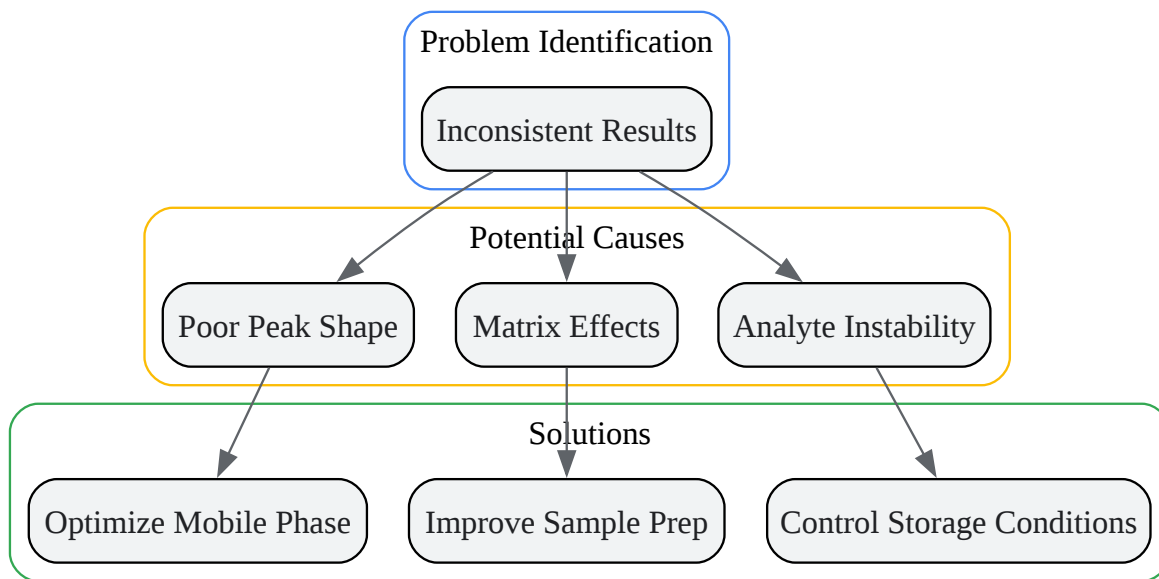 Problem Identification
Inconsistent Results
Potential Causes
Poor Peak Shape
Matrix Effects
Analyte Instability
Solutions
Optimize Mobile Phase
Improve Sample Prep
Control Storage Conditions